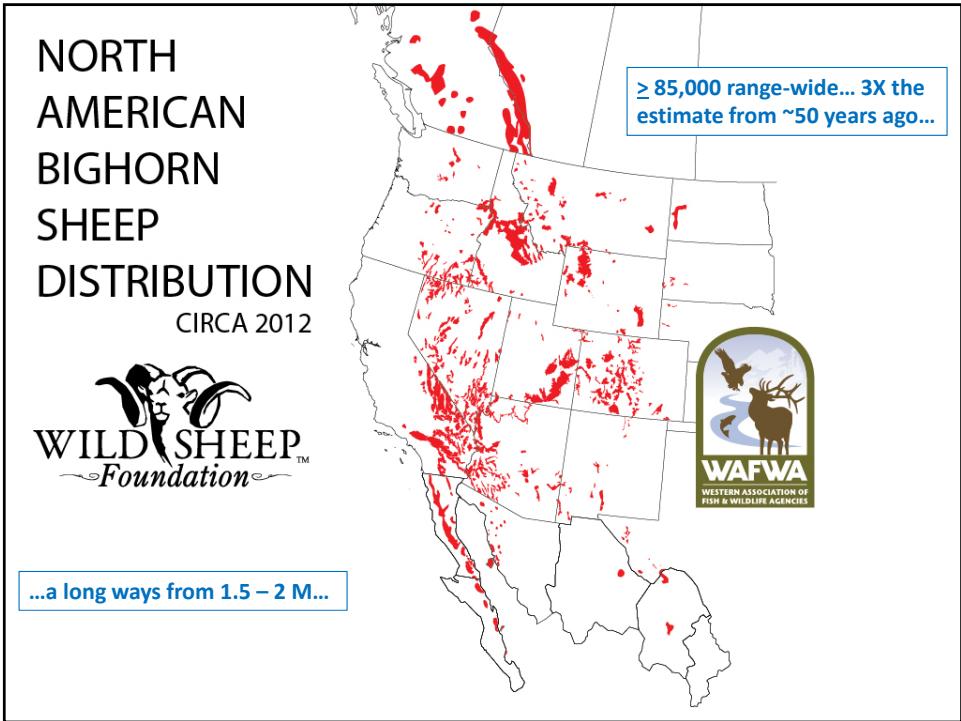 NORTH
AMERICAN
BIGHORN
SHEEP
DISTRIBUTION
CIRCA 2012
≥ 85,000 range-wide… 3X the
estimate from ~50 years ago…
WILD SHEEP™
Foundation
WAFWA
WESTERN ASSOCIATION OF
FISH & WILDLIFE AGENCIES
…a long ways from 1.5 – 2 M…